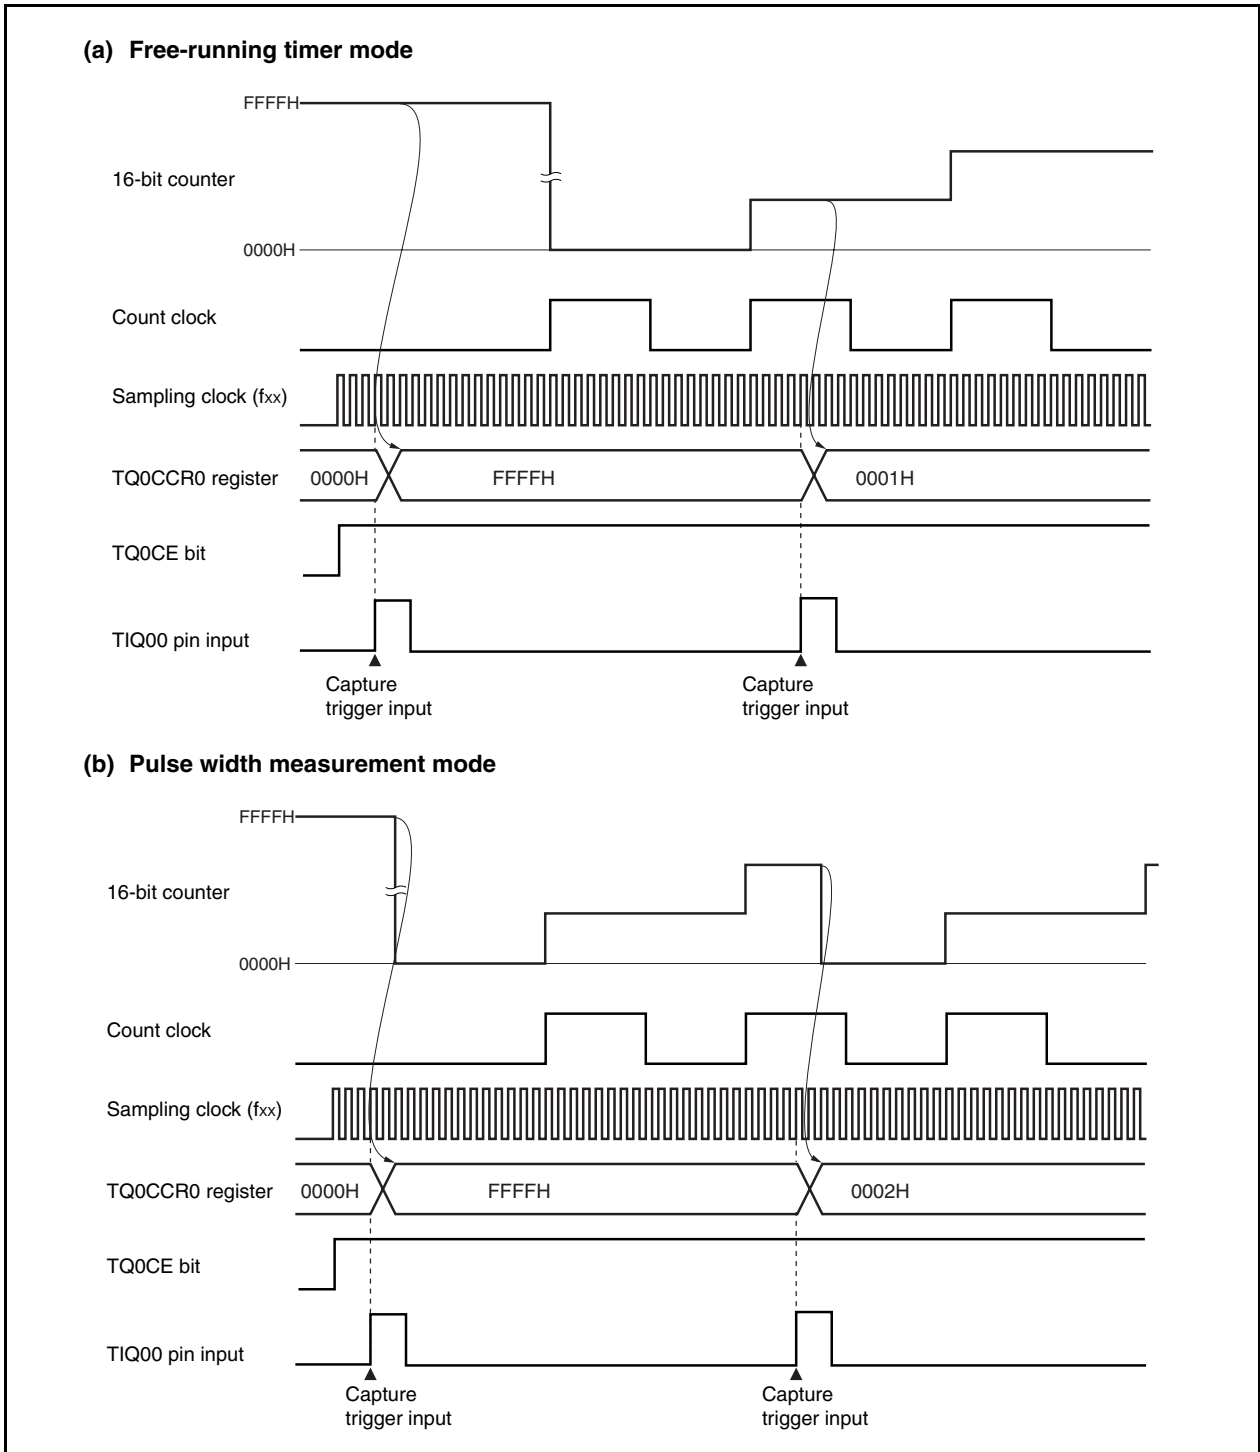 (a) Free-running timer mode
FFFFH
16-bit counter
0000H
Count clock
Sampling clock (fxx)
TQ0CCR0 register
0000H
FFFFH
0001H
TQ0CE bit
TIQ00 pin input
Capture
trigger input
Capture
trigger input
(b) Pulse width measurement mode
FFFFH
16-bit counter
0000H
Count clock
Sampling clock (fxx)
TQ0CCR0 register
0000H
FFFFH
0002H
TQ0CE bit
TIQ00 pin input
Capture
trigger input
Capture
trigger input